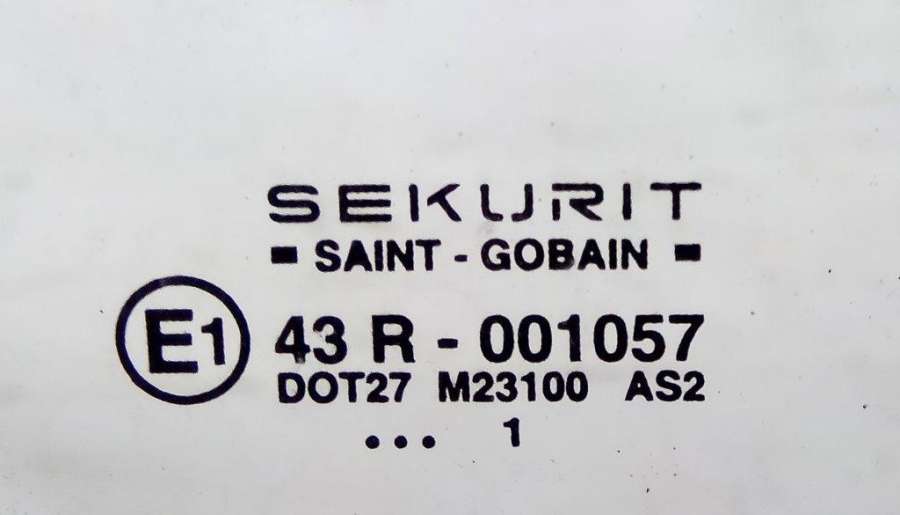 SEKURIT
SAINT - GOBAIN
E1 43 R - 001057
DOT27 M23100 AS2
... 1